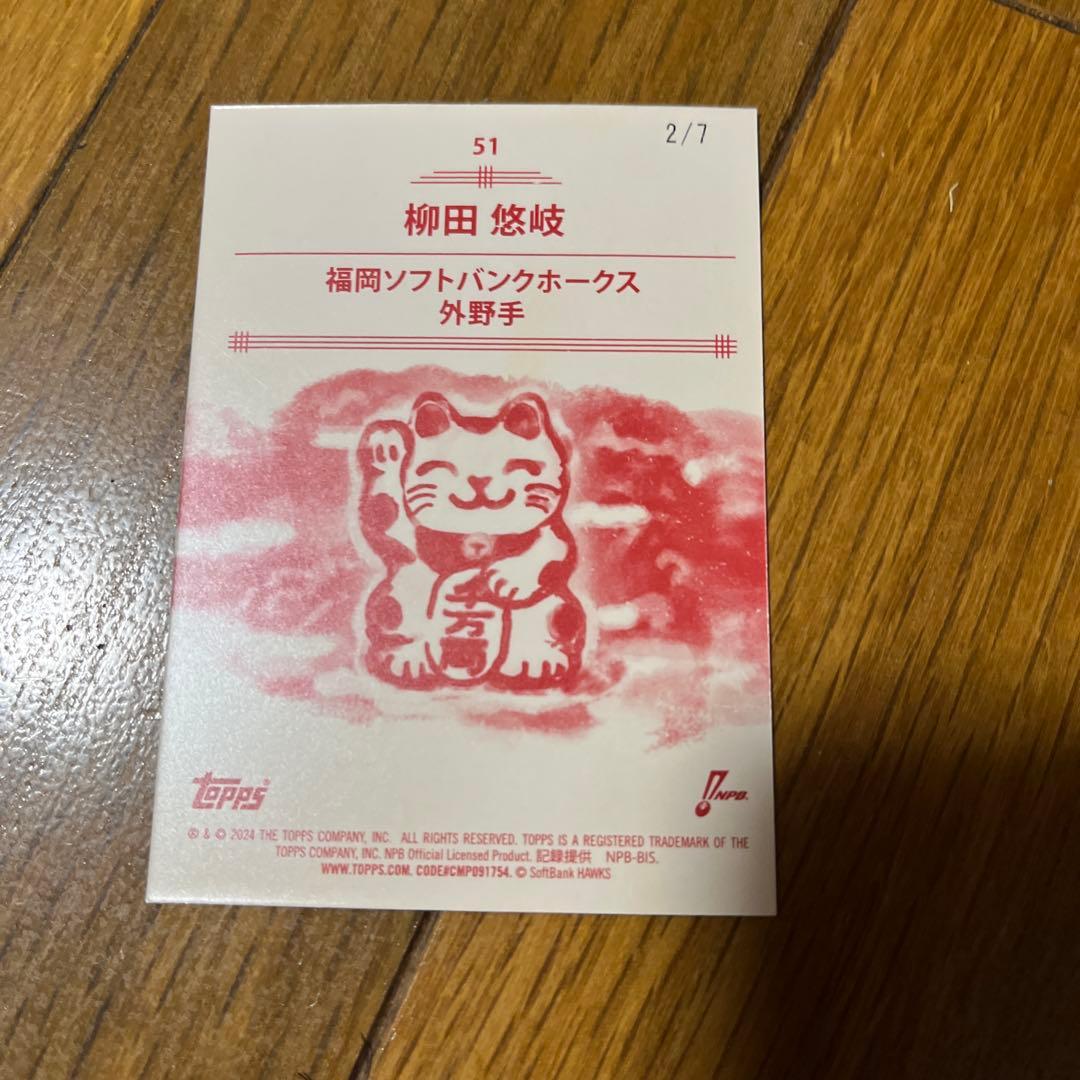 2/7
51
柳田 悠岐
福岡ソフトバンクホークス
外野手
千万両
topps®
NPB.
® & © 2024 THE TOPPS COMPANY, INC. ALL RIGHTS RESERVED. TOPPS IS A REGISTERED TRADEMARK OF THE
TOPPS COMPANY, INC. NPB Official Licensed Product. 記録提供 NPB-BIS.
WWW.TOPPS.COM. CODE#CMP091754. © SoftBank HAWKS